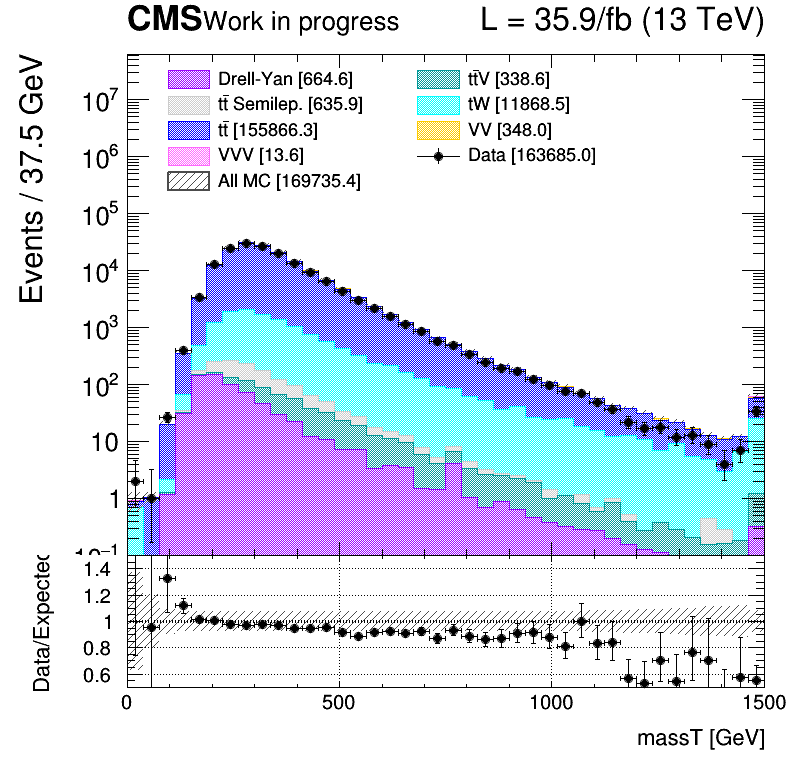 CMS Work in progress L = 35.9/fb (13 TeV)
Events / 37.5 GeV
Drell-Yan [664.6]
tt̄ Semilep. [635.9]
tt̄ [155866.3]
VVV [13.6]
All MC [169735.4]
tt̄V [338.6]
tW [11868.5]
VV [348.0]
Data [163685.0]
10⁷
10⁶
10⁵
10⁴
10³
10²
10
1
10⁻¹
Data/Expected
1.4
1.2
1
0.8
0.6
0 500 1000 1500
massT [GeV]